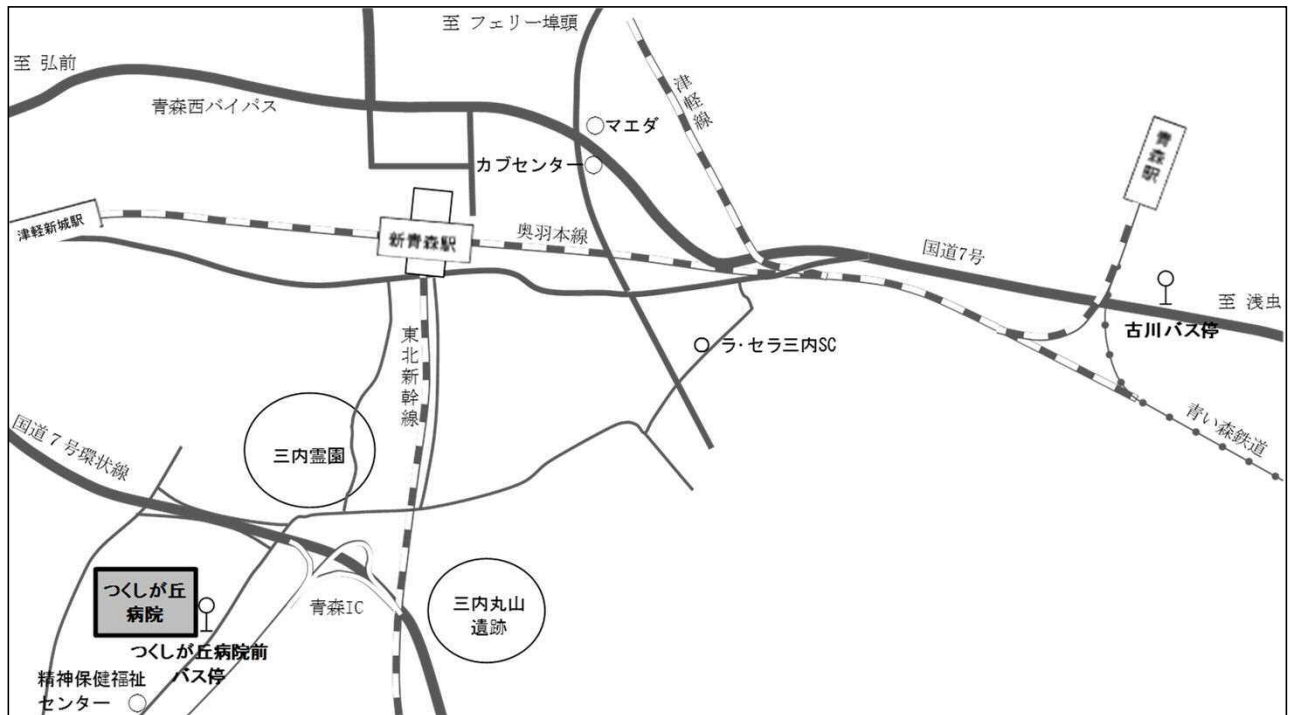 至 フェリー埠頭
至 弘前
青森西バイパス
津軽線
マエダ
カブセンター
青森駅
津軽新城駅
新青森駅
奥羽本線
国道7号
至 浅虫
古川バス停
ラ・セラ三内SC
東北新幹線
青い森鉄道
国道７号環状線
三内霊園
つくしが丘
病院
青森IC
三内丸山
遺跡
つくしが丘病院前
バス停
精神保健福祉
センター